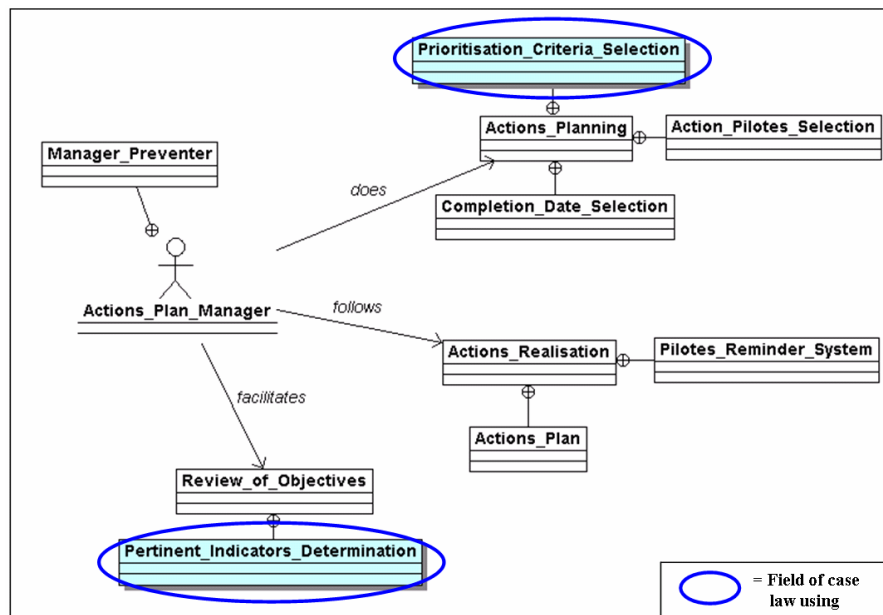 Prioritisation_Criteria_Selection
Actions_Planning
Action_Pilotes_Selection
Manager_Preventer
does
Completion_Date_Selection
Actions_Plan_Manager
follows
Actions_Realisation
Pilotes_Reminder_System
facilitates
Actions_Plan
Review_of_Objectives
Pertinent_Indicators_Determination
= Field of case
law using